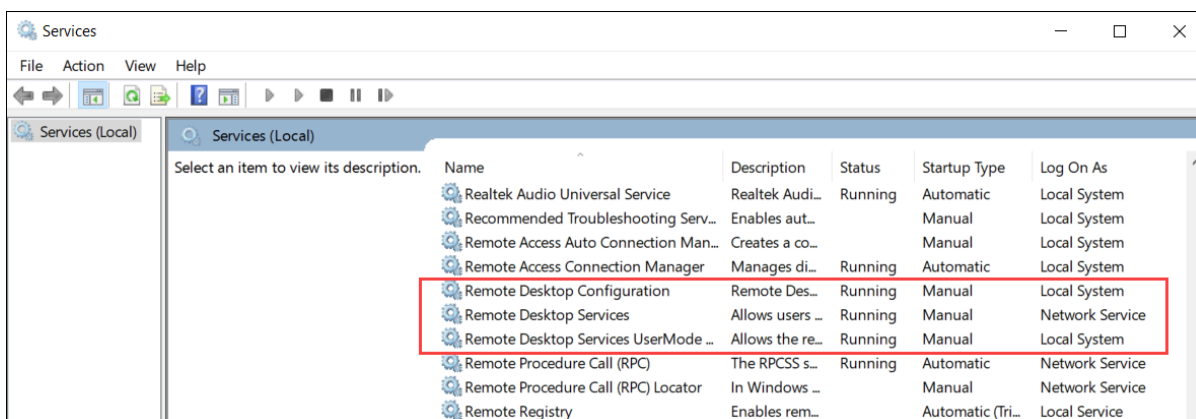 Services
File Action View Help
Services (Local)
Services (Local)
Select an item to view its description.
Name Description Status Startup Type Log On As
Realtek Audio Universal Service Realtek Audi... Running Automatic Local System
Recommended Troubleshooting Serv... Enables aut... Manual Local System
Remote Access Auto Connection Man... Creates a co... Manual Local System
Remote Access Connection Manager Manages di... Running Automatic Local System
Remote Desktop Configuration Remote Des... Running Manual Local System
Remote Desktop Services Allows users ... Running Manual Network Service
Remote Desktop Services UserMode ... Allows the re... Running Manual Local System
Remote Procedure Call (RPC) The RPCSS s... Running Automatic Network Service
Remote Procedure Call (RPC) Locator In Windows ... Manual Network Service
Remote Registry Enables rem... Automatic (Tri... Local Service